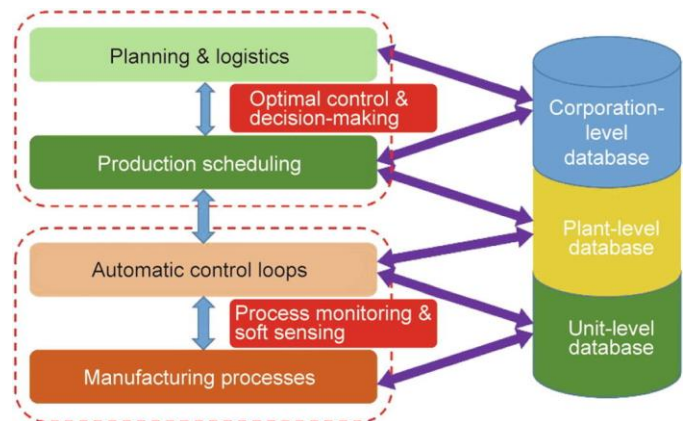 Planning & logistics
Optimal control &
decision-making
Production scheduling
Automatic control loops
Process monitoring &
soft sensing
Manufacturing processes
Corporation-
level
database
Plant-level
database
Unit-level
database